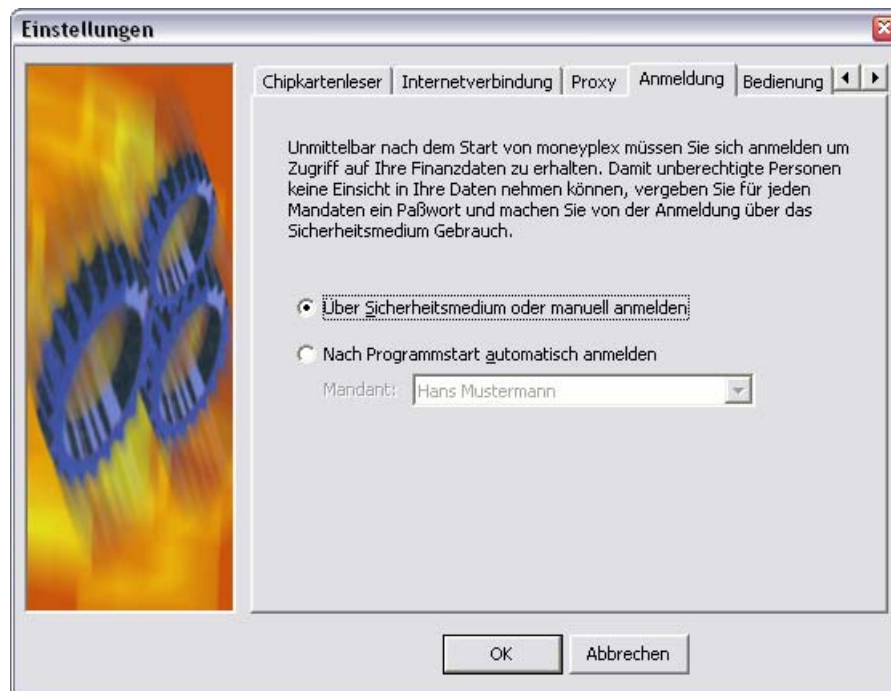 Einstellungen
Chipkartenleser Internetverbindung Proxy Anmeldung Bedienung
Unmittelbar nach dem Start von moneyplex müssen Sie sich anmelden um
Zugriff auf Ihre Finanzdaten zu erhalten. Damit unberechtigte Personen
keine Einsicht in Ihre Daten nehmen können, vergeben Sie für jeden
Mandaten ein Paßwort und machen Sie von der Anmeldung über das
Sicherheitsmedium Gebrauch.
Über Sicherheitsmedium oder manuell anmelden
Nach Programmstart automatisch anmelden
Mandant: Hans Mustermann
OK Abbrechen